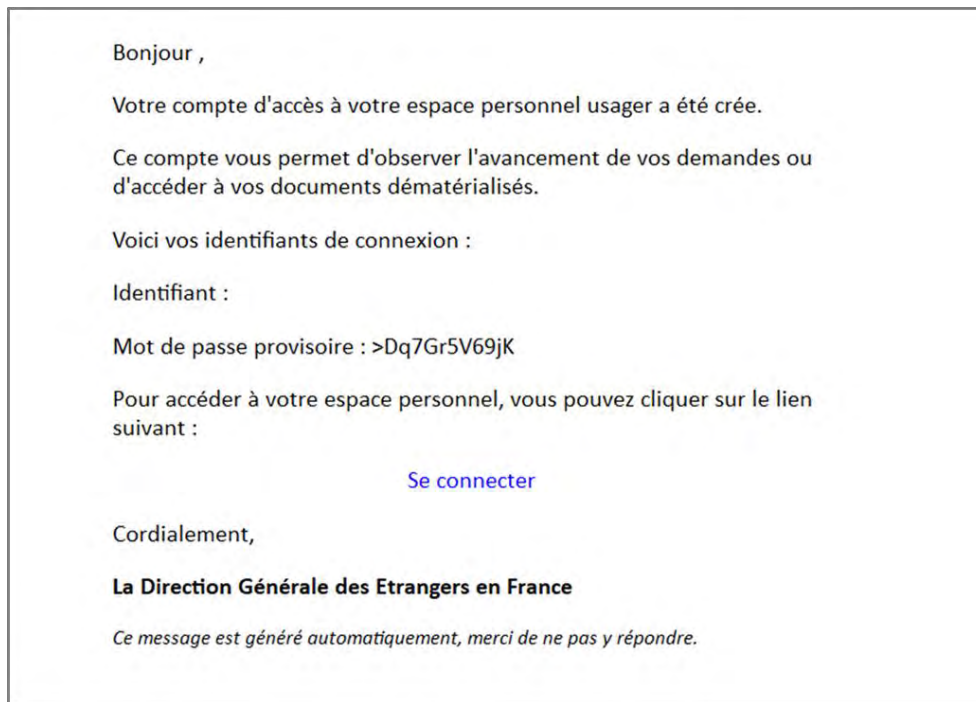 Bonjour ,
Votre compte d'accès à votre espace personnel usager a été crée.
Ce compte vous permet d'observer l'avancement de vos demandes ou
d'accéder à vos documents dématérialisés.
Voici vos identifiants de connexion :
Identifiant :
Mot de passe provisoire : >Dq7Gr5V69jK
Pour accéder à votre espace personnel, vous pouvez cliquer sur le lien
suivant :
Se connecter
Cordialement,
La Direction Générale des Etrangers en France
Ce message est généré automatiquement, merci de ne pas y répondre.